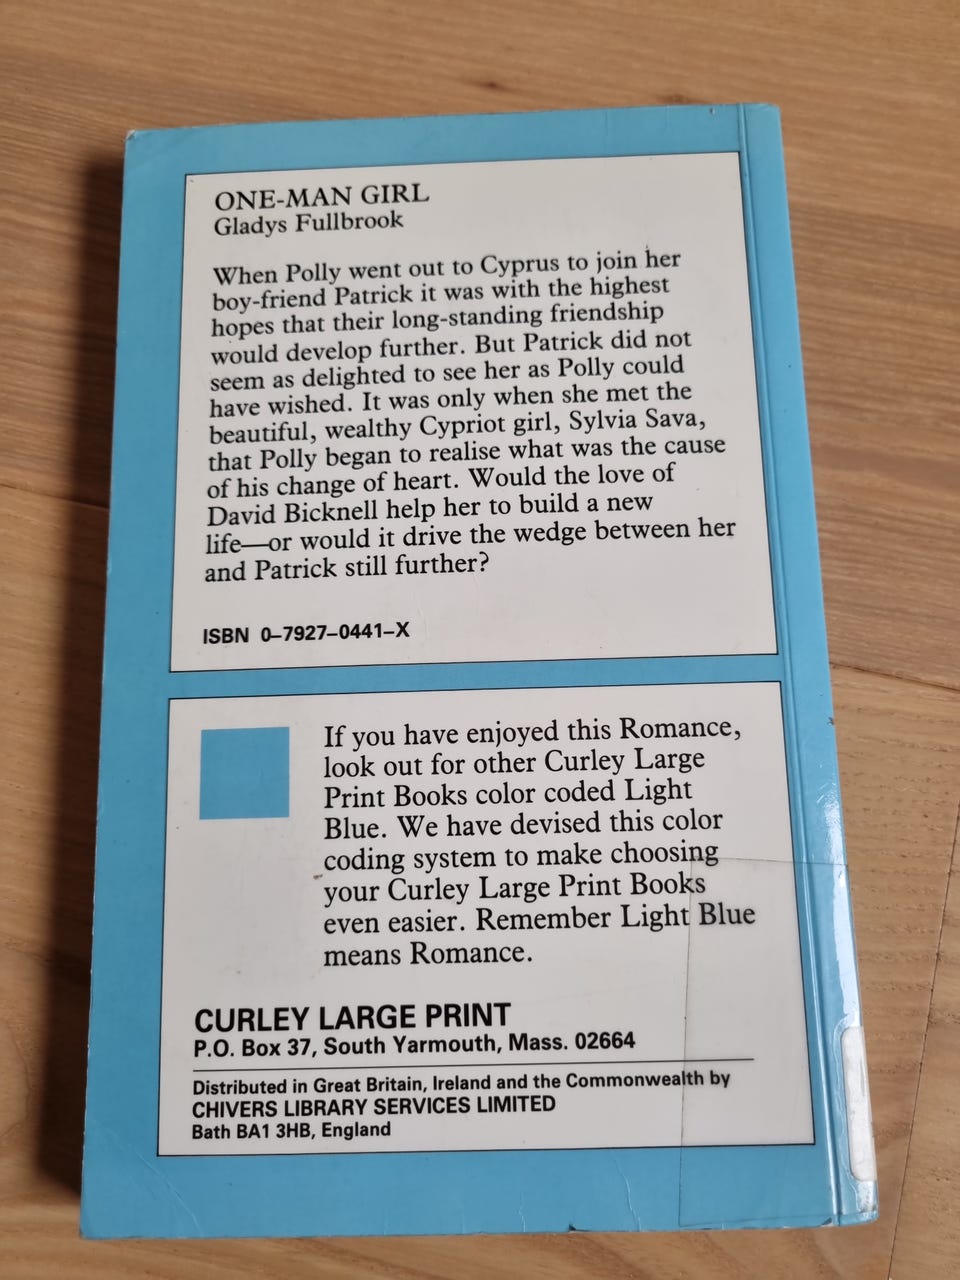 ONE-MAN GIRL
Gladys Fullbrook
When Polly went out to Cyprus to join her
boy-friend Patrick it was with the highest
hopes that their long-standing friendship
would develop further. But Patrick did not
seem as delighted to see her as Polly could
have wished. It was only when she met the
beautiful, wealthy Cypriot girl, Sylvia Sava,
that Polly began to realise what was the cause
of his change of heart. Would the love of
David Bicknell help her to build a new
life—or would it drive the wedge between her
and Patrick still further?
ISBN 0–7927–0441–X
If you have enjoyed this Romance,
look out for other Curley Large
Print Books color coded Light
Blue. We have devised this color
coding system to make choosing
your Curley Large Print Books
even easier. Remember Light Blue
means Romance.
CURLEY LARGE PRINT
P.O. Box 37, South Yarmouth, Mass. 02664
Distributed in Great Britain, Ireland and the Commonwealth by
CHIVERS LIBRARY SERVICES LIMITED
Bath BA1 3HB, England